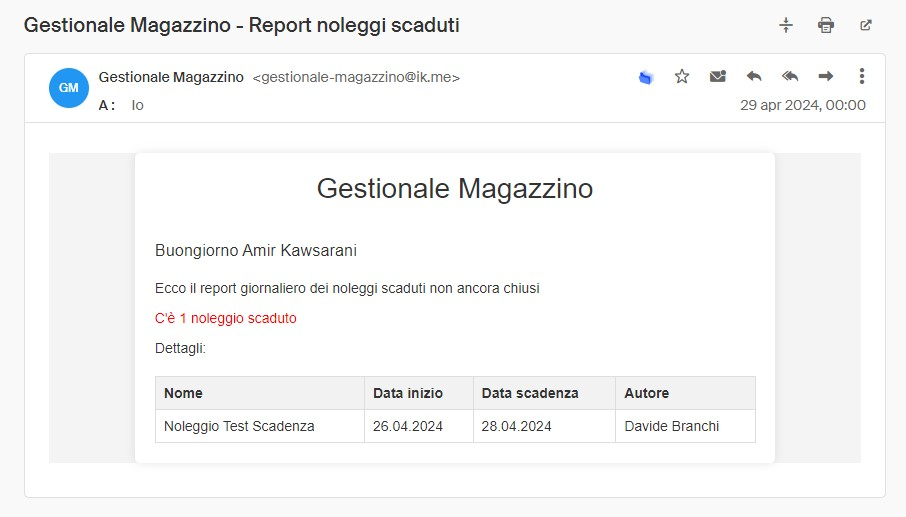 Gestionale Magazzino - Report noleggi scaduti
GM
Gestionale Magazzino <gestionale-magazzino@ik.me>
A : Io
29 apr 2024, 00:00
Gestionale Magazzino
Buongiorno Amir Kawsarani
Ecco il report giornaliero dei noleggi scaduti non ancora chiusi
C'è 1 noleggio scaduto
Dettagli:
Nome Data inizio Data scadenza Autore
Noleggio Test Scadenza 26.04.2024 28.04.2024 Davide Branchi